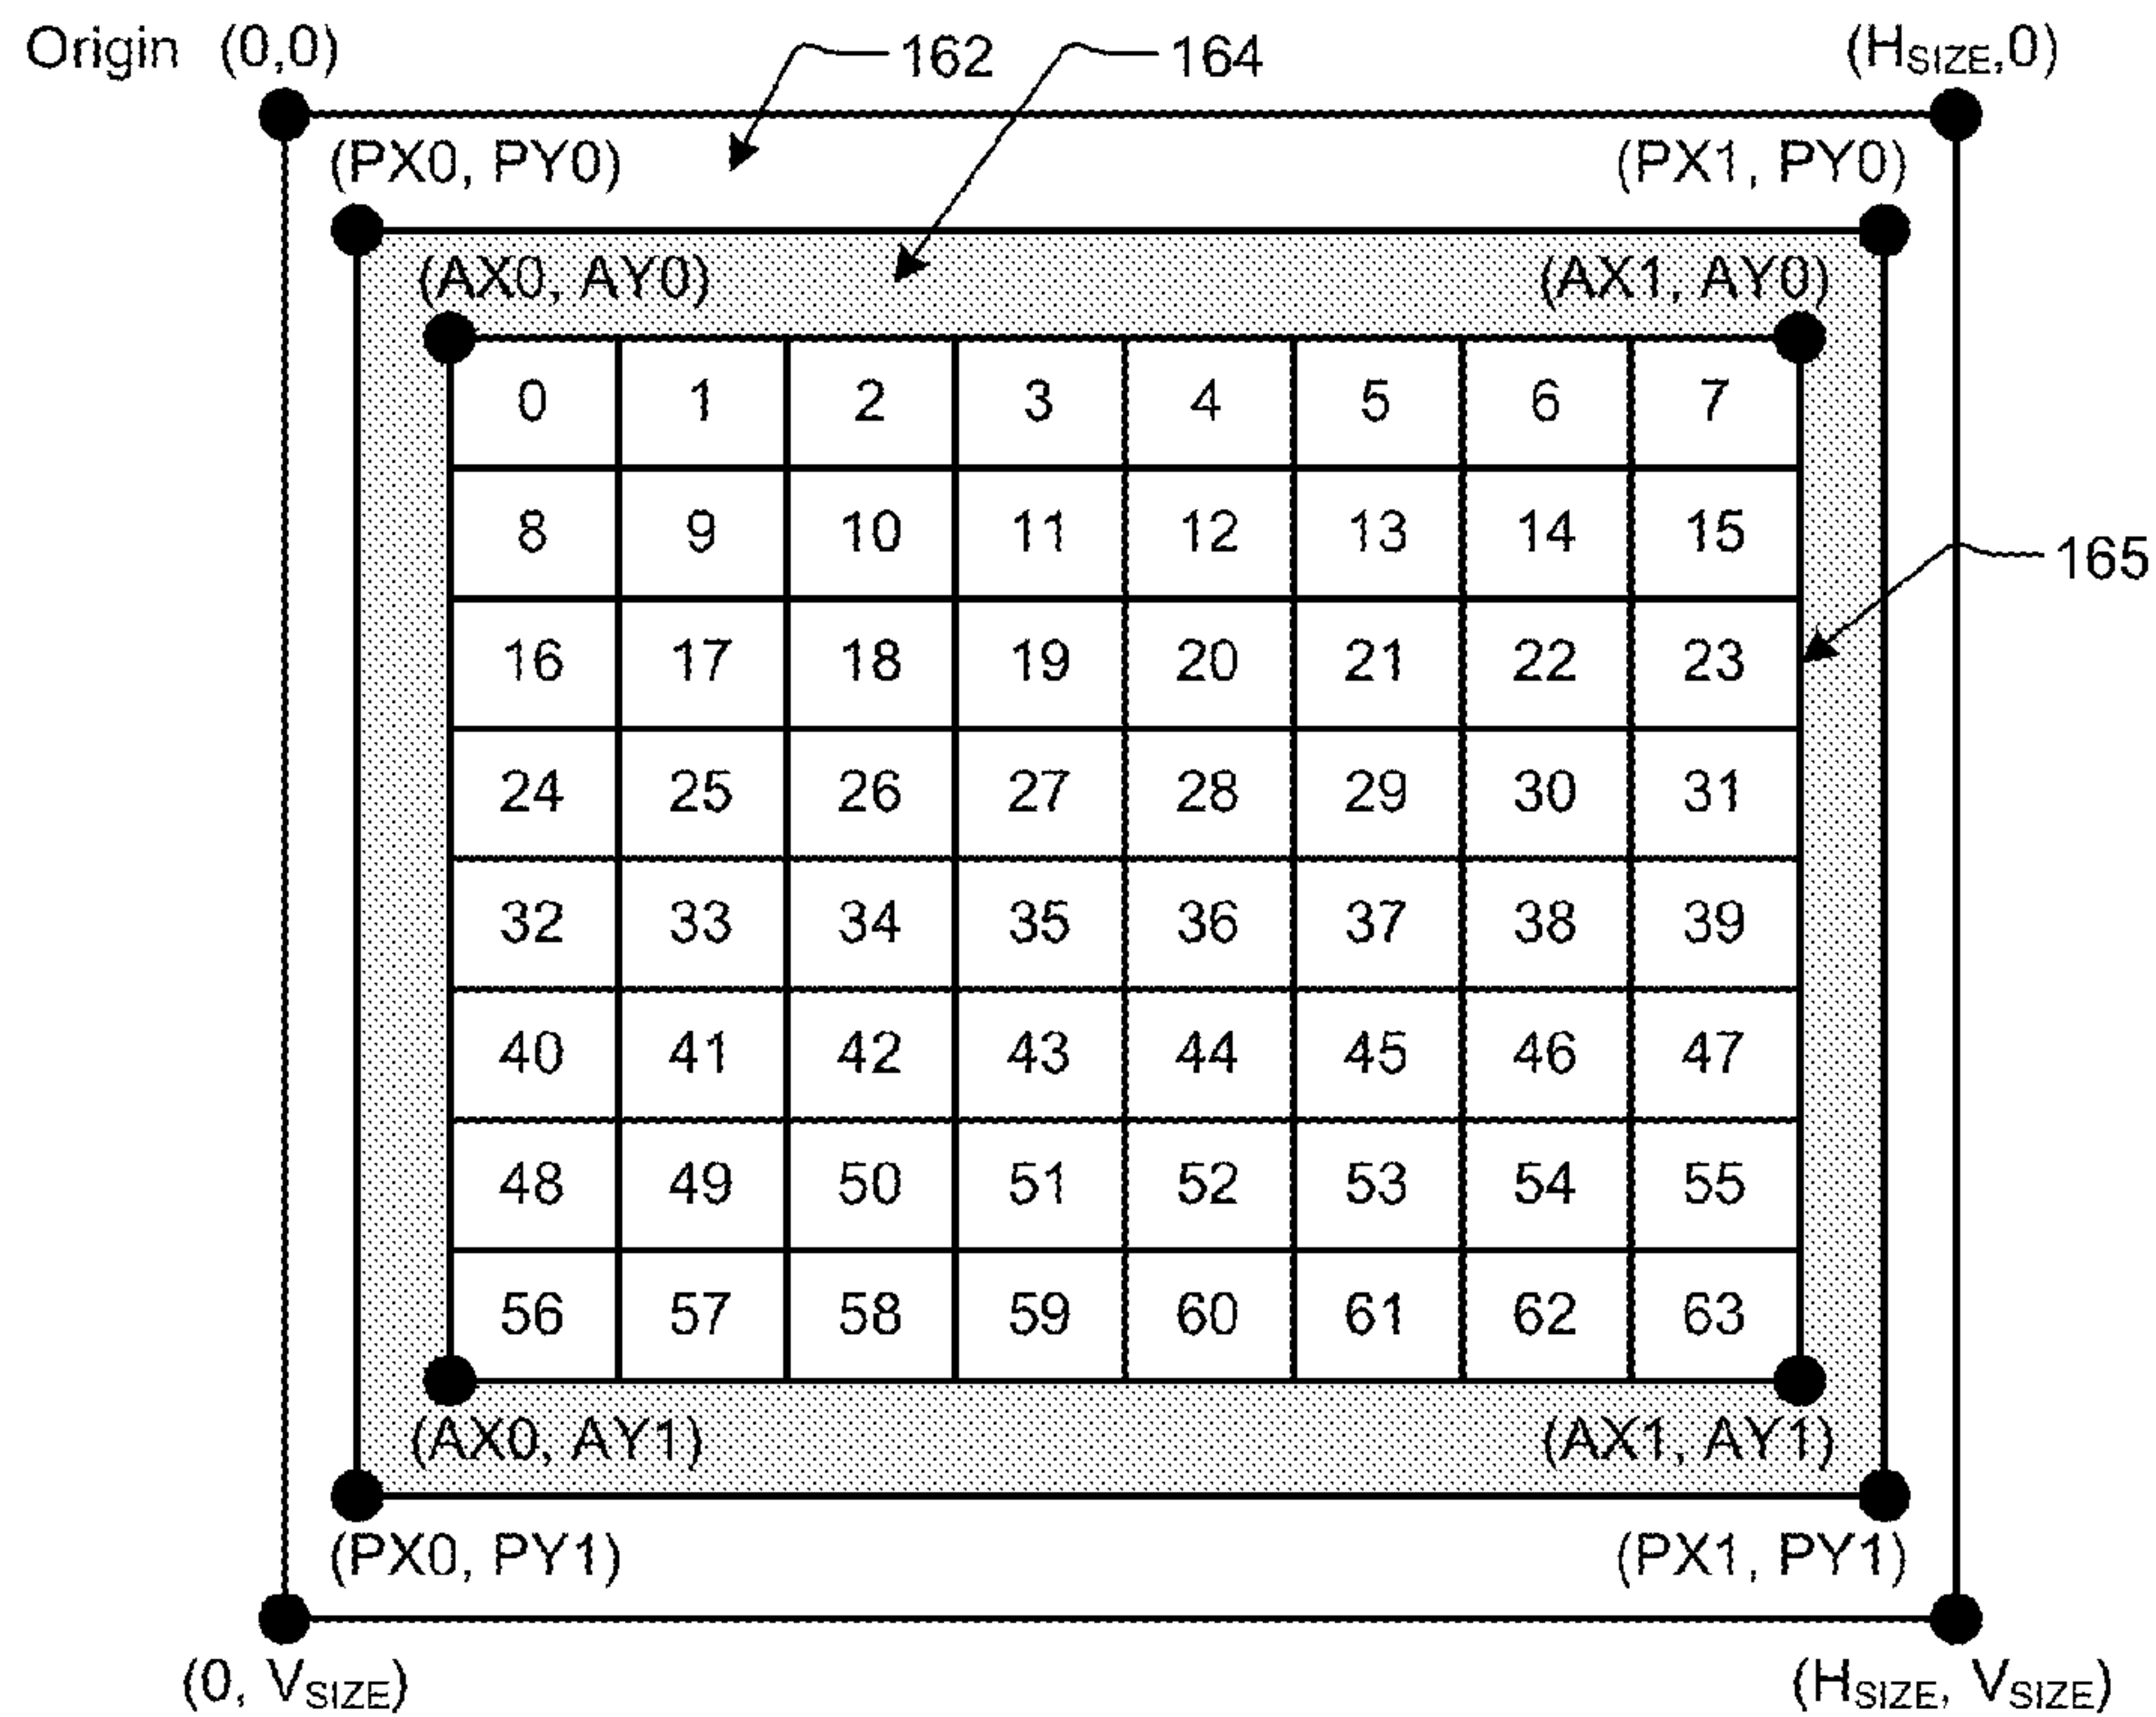 Origin (0,0) 162 164 (HSIZE,0)
(PX0, PY0) (PX1, PY0)
(AX0, AY0) (AX1, AY0)
0 1 2 3 4 5 6 7
8 9 10 11 12 13 14 15
165
16 17 18 19 20 21 22 23
24 25 26 27 28 29 30 31
32 33 34 35 36 37 38 39
40 41 42 43 44 45 46 47
48 49 50 51 52 53 54 55
56 57 58 59 60 61 62 63
(AX0, AY1) (AX1, AY1)
(PX0, PY1) (PX1, PY1)
(0, VSIZE) (HSIZE, VSIZE)